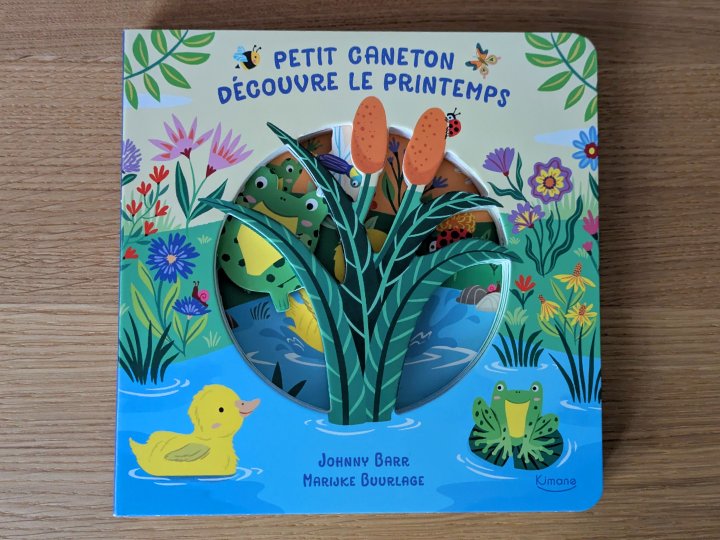 PETIT CANETON
DÉCOUVRE LE PRINTEMPS
JOHNNY BARR
MARIJKE BUURLAGE
Kimane